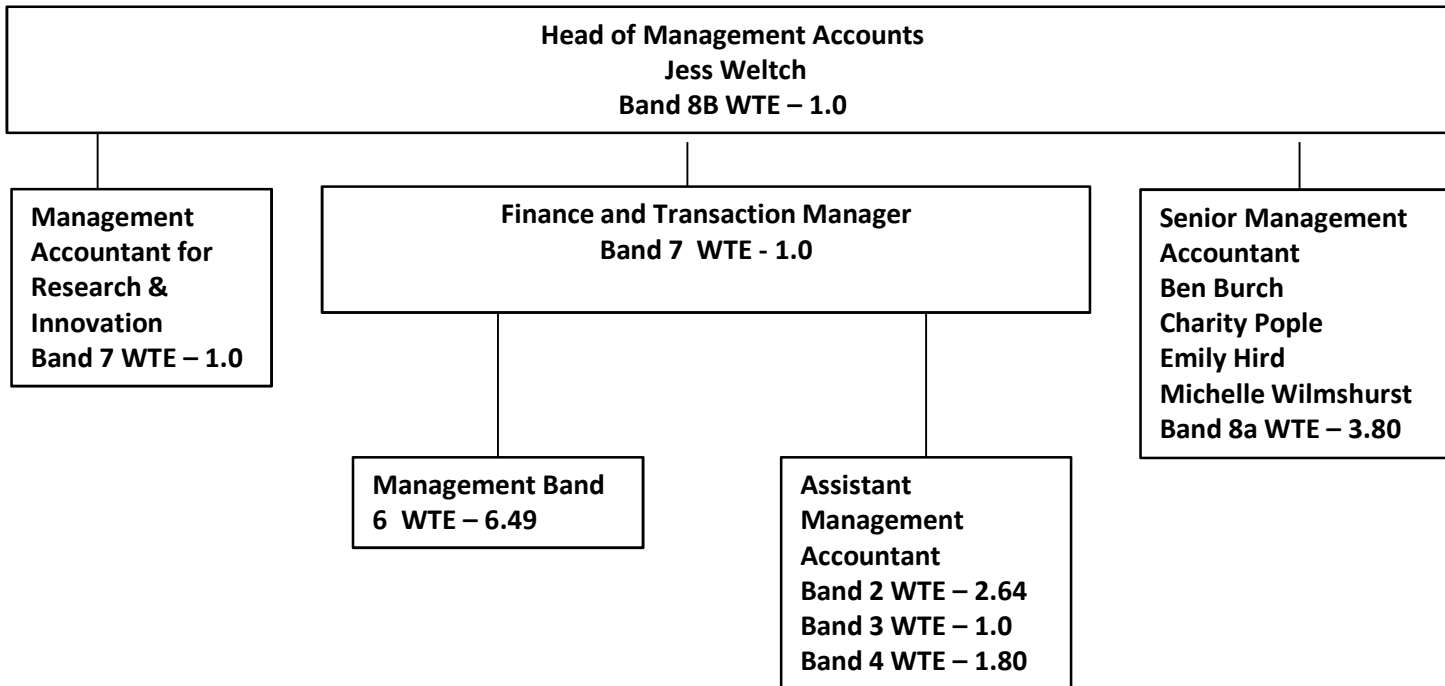 Head of Management Accounts
Jess Weltch
Band 8B WTE – 1.0
Management
Accountant for
Research &
Innovation
Band 7 WTE – 1.0
Finance and Transaction Manager
Band 7  WTE - 1.0
Senior Management
Accountant
Ben Burch
Charity Pople
Emily Hird
Michelle Wilmshurst
Band 8a WTE – 3.80
Management Band
6  WTE – 6.49
Assistant
Management
Accountant
Band 2 WTE – 2.64
Band 3 WTE – 1.0
Band 4 WTE – 1.80